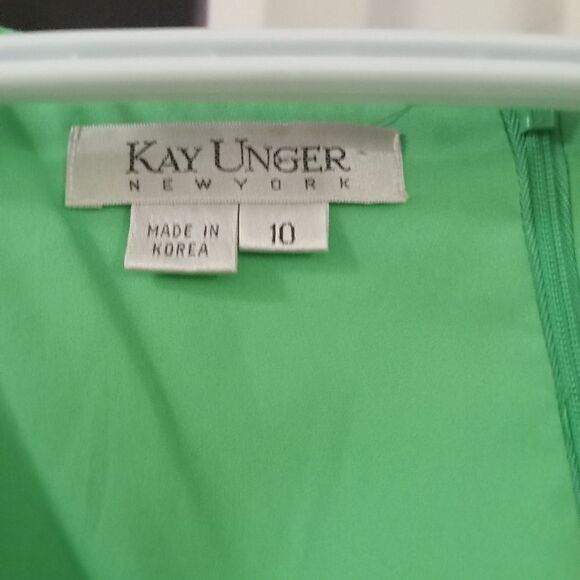 KAY UNGER
NEW YORK
MADE IN
KOREA
10